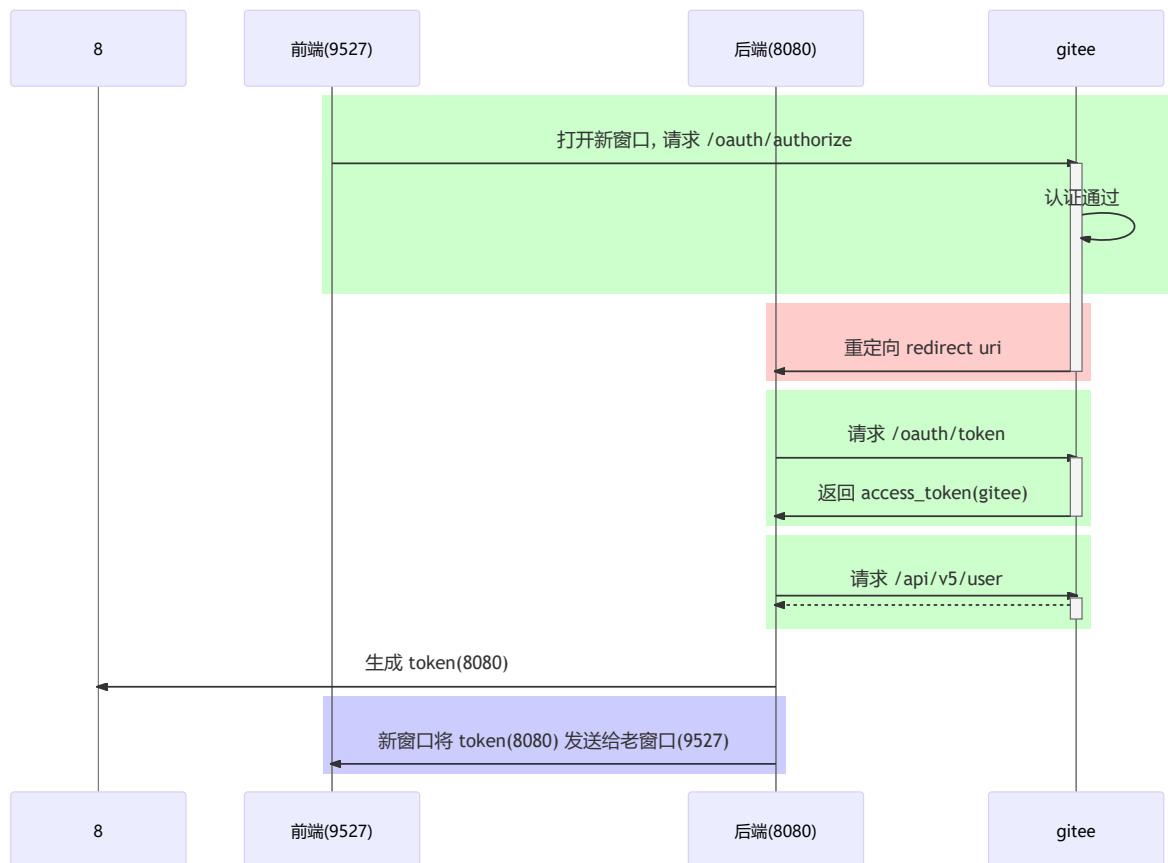 8
前端(9527)
后端(8080)
gitee
打开新窗口, 请求 /oauth/authorize
认证通过
重定向 redirect uri
请求 /oauth/token
返回 access_token(gitee)
请求 /api/v5/user
生成 token(8080)
新窗口将 token(8080) 发送给老窗口(9527)
8
前端(9527)
后端(8080)
gitee